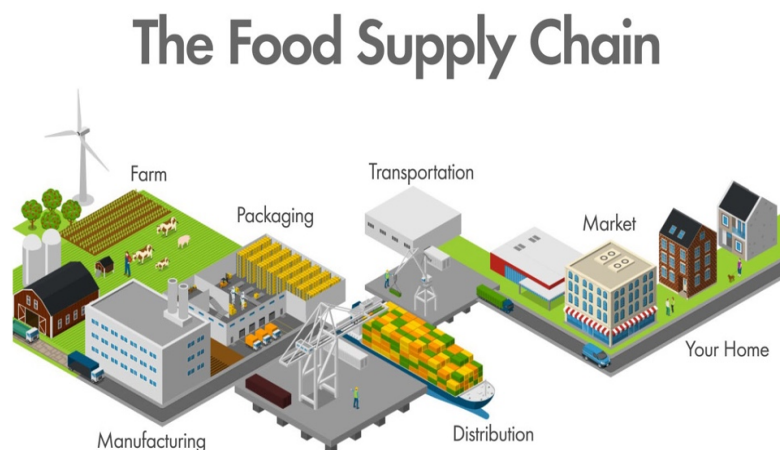 The Food Supply Chain
Farm
Transportation
Packaging
Market
Your Home
Manufacturing
Distribution